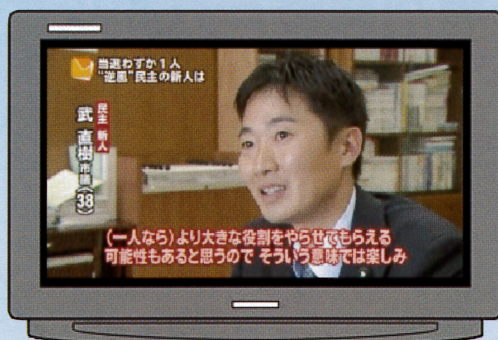 当選わずか1人
“逆風”民主の新人は
民主 新人
武 直樹市議(38)
(一人なら)より大きな役割をやらせてもらえる
可能性もあると思うので そういう意味では楽しみ